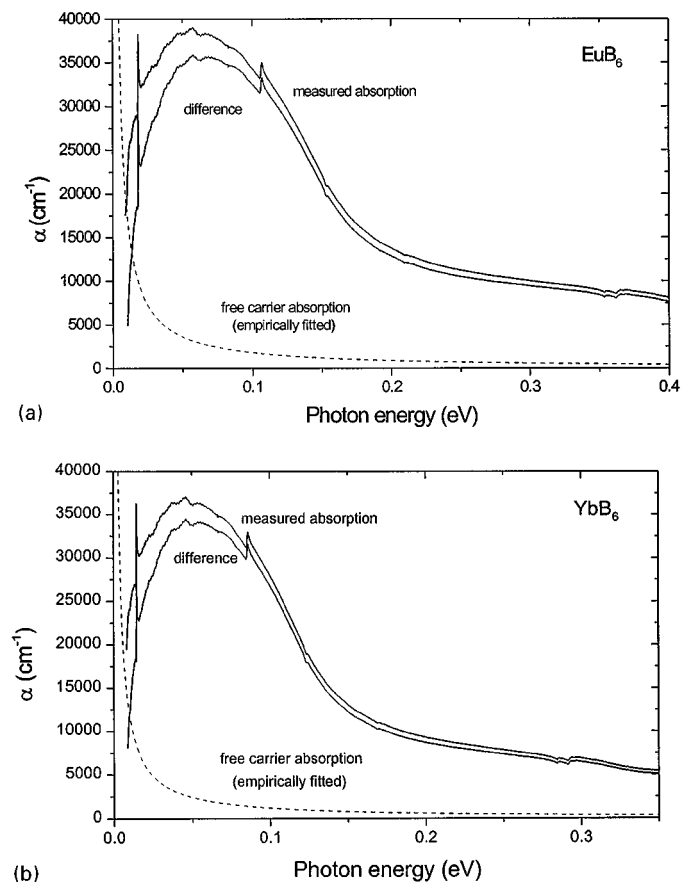 40000
EuB6
35000
measured absorption
30000
difference
25000
20000
α (cm-1)
15000
10000
free carrier absorption
(empirically fitted)
5000
0
0.0 0.1 0.2 0.3 0.4
(a)
Photon energy (eV)
40000
YbB6
35000
measured absorption
30000
difference
25000
20000
α (cm-1)
15000
10000
free carrier absorption
(empirically fitted)
5000
0
0.0 0.1 0.2 0.3
(b)
Photon energy (eV)